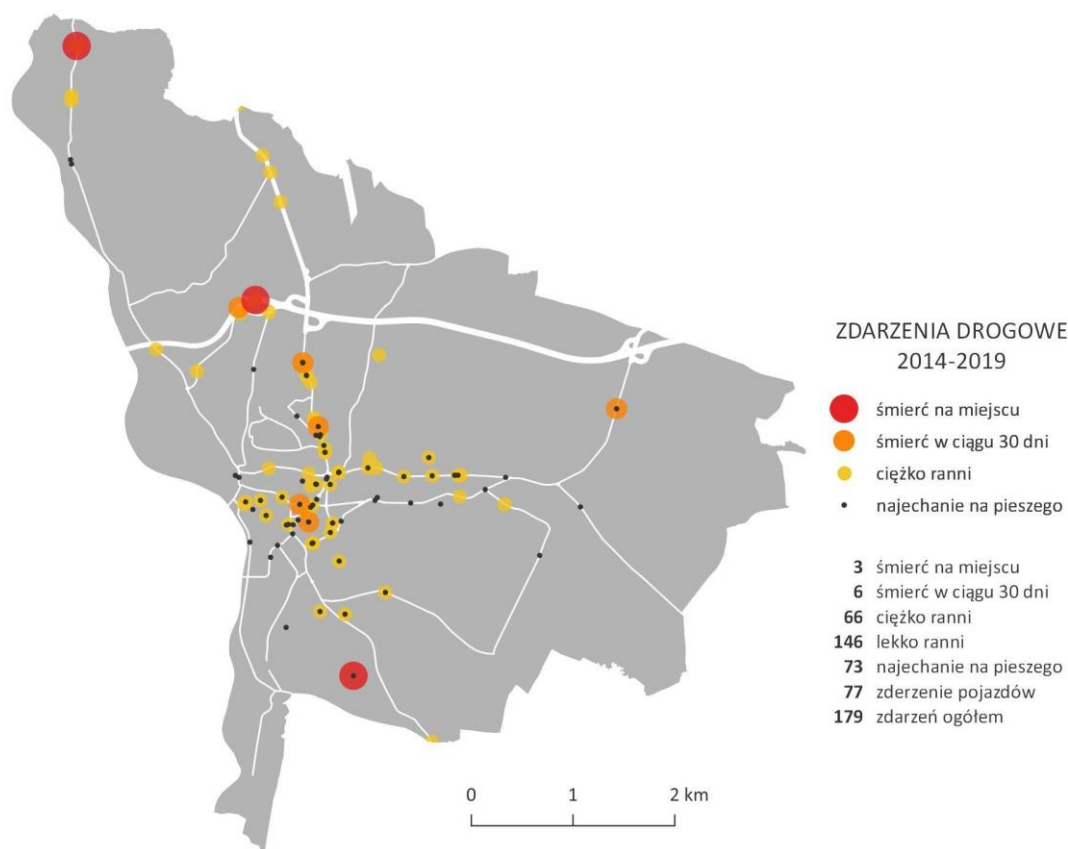 ZDARZENIA DROGOWE
2014-2019
śmierć na miejscu
śmierć w ciągu 30 dni
ciężko ranni
najechanie na pieszego
3 śmierć na miejscu
6 śmierć w ciągu 30 dni
66 ciężko ranni
146 lekko ranni
73 najechanie na pieszego
77 zderzenie pojazdów
179 zdarzeń ogółem
0 1 2 km